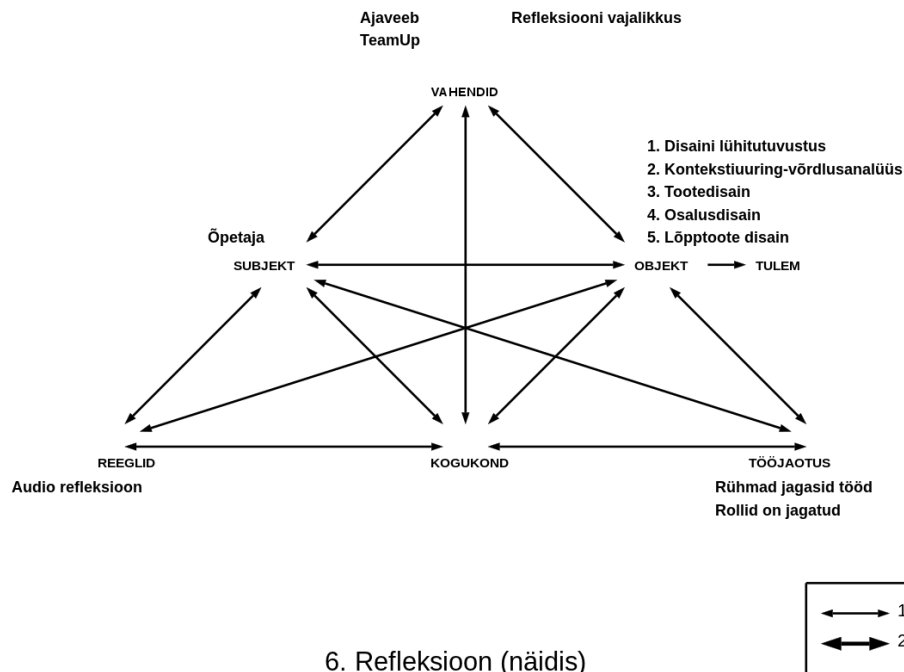 Ajaveeb
TeamUp
Refleksiooni vajalikkus
VAHENDID
1. Disaini lühitutvustus
2. Kontekstiuuring-võrdlusanalüüs
3. Tootedisain
4. Osalusdisain
5. Lõpptoote disain
Õpetaja
SUBJEKT
OBJEKT
TULEM
REEGLID
KOGUKOND
TÖÖJAOTUS
Audio refleksioon
Rühmad jagasid tööd
Rollid on jagatud
1
2
6. Refleksioon (näidis)